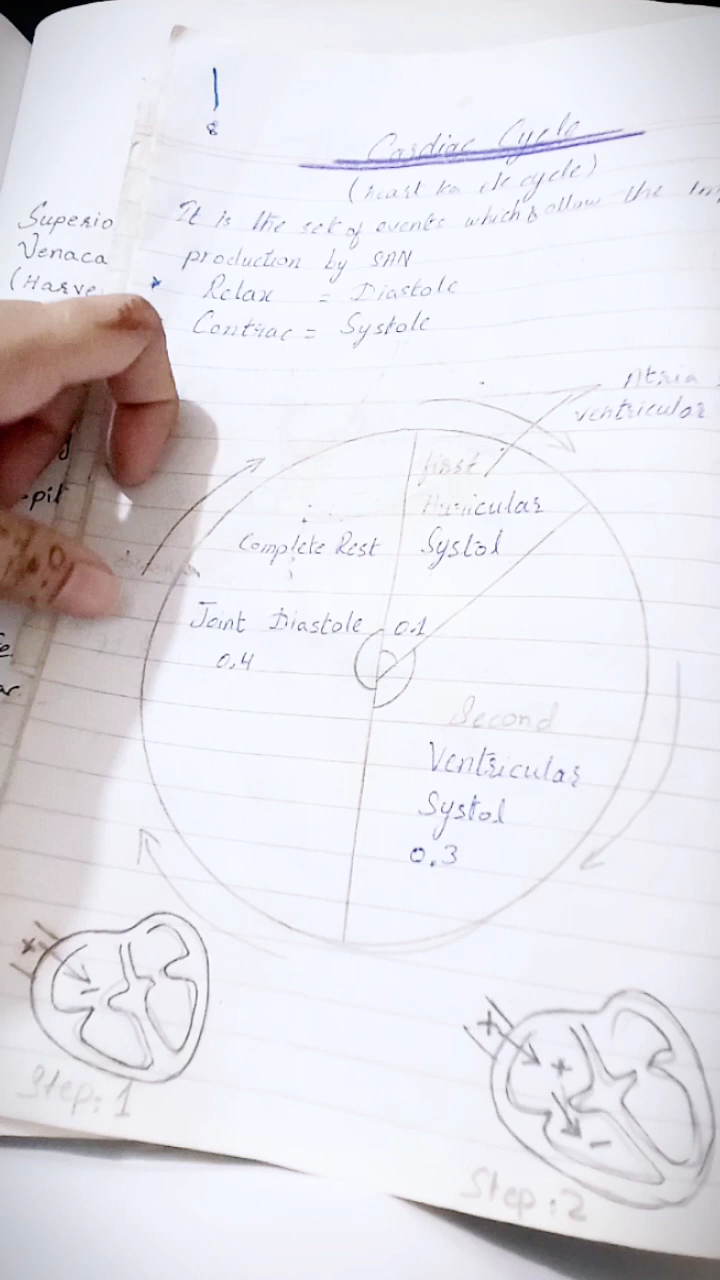 Cardiac Cycle
(heart ka ek cycle)
It is the set of events which follow the
production by SAN
Relax = Diastole
Contrac = Systole
Superio
Venaca
(Harve
-pil
Atria
ventricular
first
Auricular
Systol
0.1
Complete Rest
Joint Diastole
0.4
Second
Ventricular
Systol
0.3
+
-
Step: 1
+
+
-
Step: 2